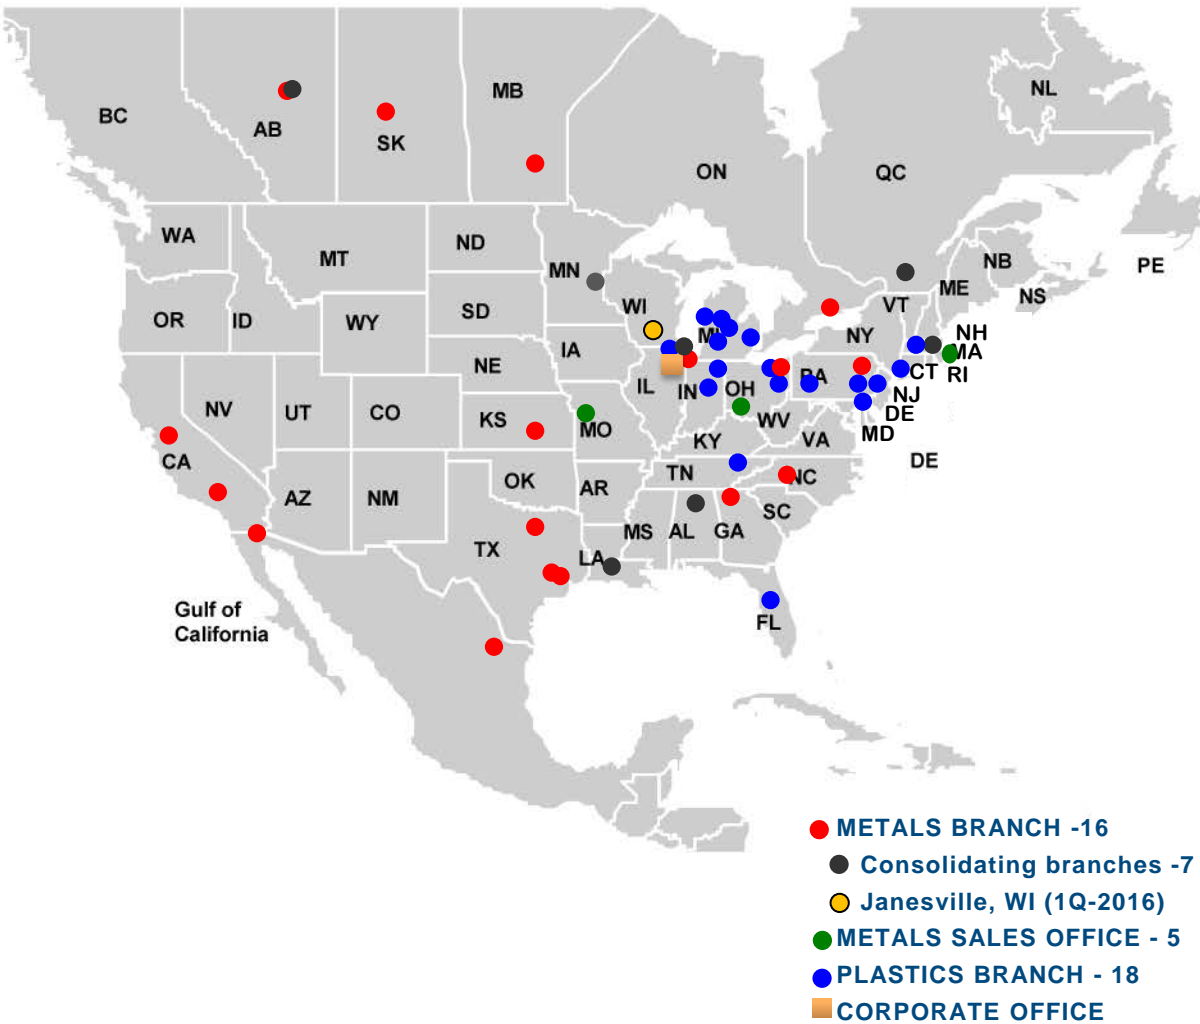 NL
MB
BC
AB
SK
ON
QC
WA
ND
MT
NB
PE
MN
ME
NS
WI
VT
SD
WY
OR
ID
NH
NY
MA
MI
IA
NE
CT
RI
PA
IL
IN
OH
NJ
NV
UT
CO
DE
KS
WV
MO
MD
VA
KY
DE
CA
TN
NC
OK
AR
AZ
NM
SC
MS
AL
GA
TX
LA
Gulf of
California
FL
METALS BRANCH -16
Consolidating branches -7
Janesville, WI (1Q-2016)
METALS SALES OFFICE - 5
PLASTICS BRANCH - 18
CORPORATE OFFICE